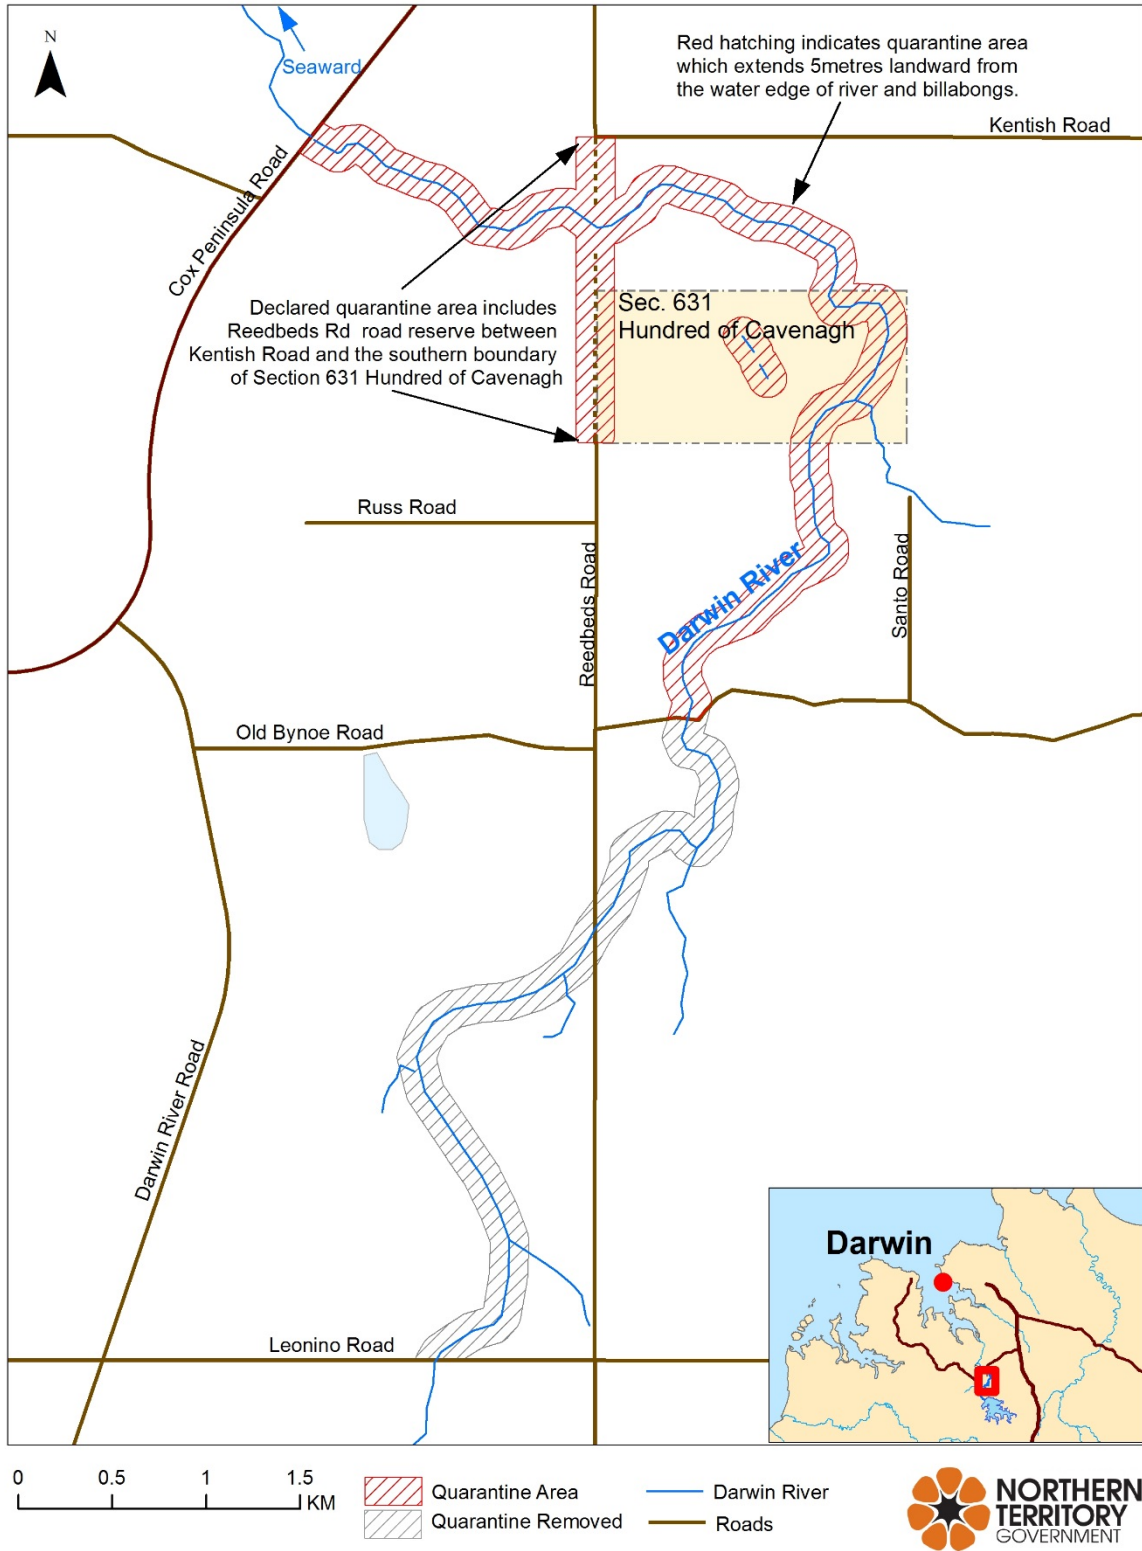 N
Seaward
Red hatching indicates quarantine area
which extends 5metres landward from
the water edge of river and billabongs.
Kentish Road
Cox Peninsula Road
Declared quarantine area includes
Reedbeds Rd road reserve between
Kentish Road and the southern boundary
of Section 631 Hundred of Cavenagh
Sec. 631
Hundred of Cavenagh
Russ Road
Reedbeds Road
Darwin River
Santo Road
Old Bynoe Road
Darwin River Road
Leonino Road
Darwin
0 0.5 1 1.5
KM
Quarantine Area
Quarantine Removed
Darwin River
Roads
NORTHERN
TERRITORY
GOVERNMENT